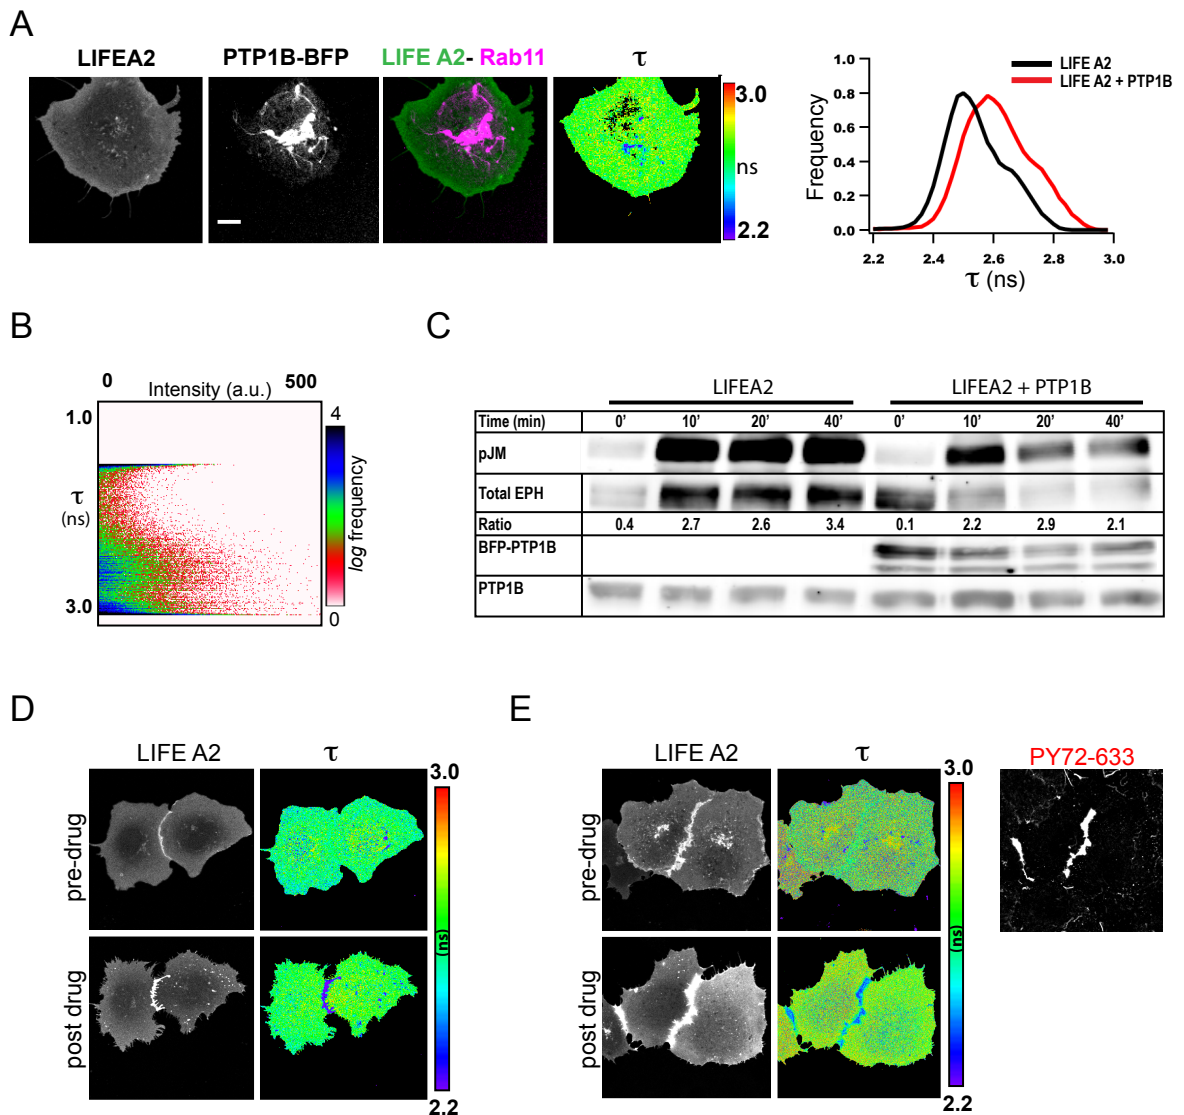 A
LIFEA2
PTP1B-BFP
LIFE A2- Rab11
τ
3.0
ns
2.2
LIFE A2
LIFE A2 + PTP1B
Frequency
1.0
0.8
0.6
0.4
0.2
0.0
2.2 2.4 2.6 2.8 3.0
τ (ns)
B
0 Intensity (a.u.) 500
1.0
τ
(ns)
3.0
4
log frequency
0
C
LIFEA2 LIFEA2 + PTP1B
Time (min) 0' 10' 20' 40' 0' 10' 20' 40'
pJM
Total EPH
Ratio 0.4 2.7 2.6 3.4 0.1 2.2 2.9 2.1
BFP-PTP1B
PTP1B
D
LIFE A2 τ
pre-drug
post drug
3.0
(ns)
2.2
E
LIFE A2 τ
pre-drug
post drug
3.0
(ns)
2.2
PY72-633